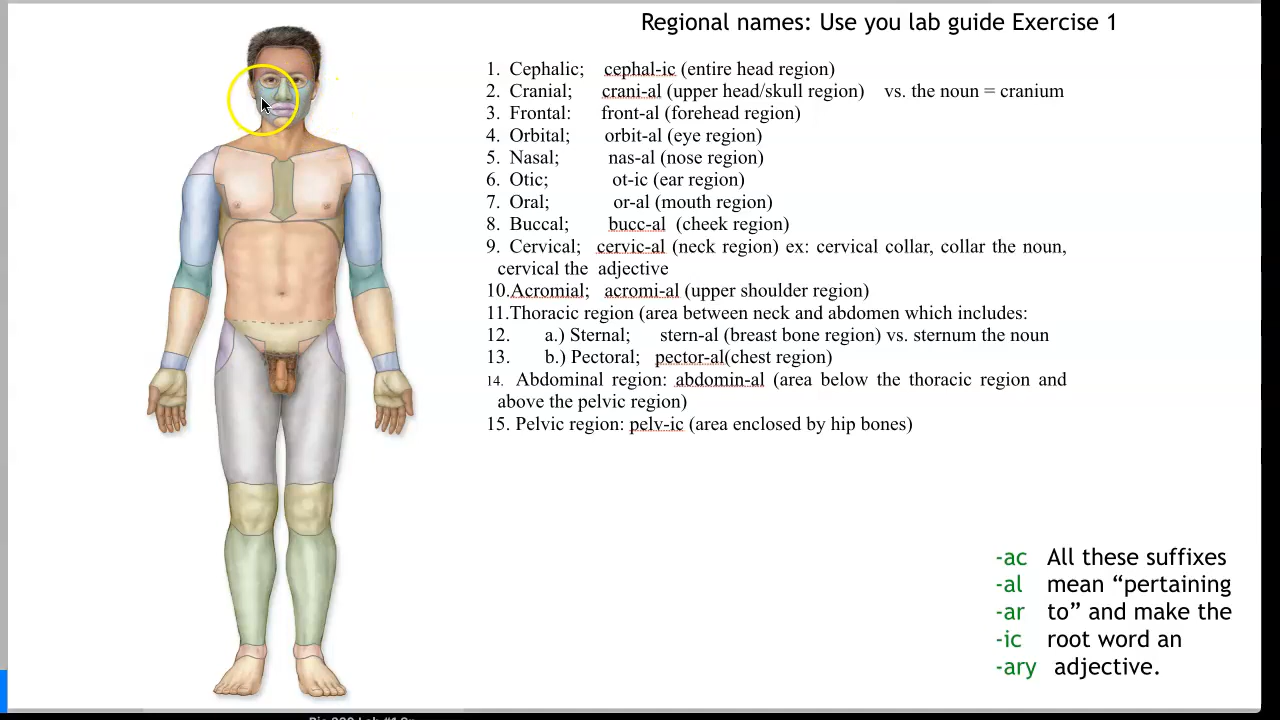 Regional names: Use you lab guide Exercise 1
1. Cephalic; cephal-ic (entire head region)
2. Cranial; crani-al (upper head/skull region) vs. the noun = cranium
3. Frontal: front-al (forehead region)
4. Orbital; orbit-al (eye region)
5. Nasal; nas-al (nose region)
6. Otic; ot-ic (ear region)
7. Oral; or-al (mouth region)
8. Buccal; bucc-al (cheek region)
9. Cervical; cervic-al (neck region) ex: cervical collar, collar the noun,
cervical the adjective
10.Acromial; acromi-al (upper shoulder region)
11.Thoracic region (area between neck and abdomen which includes:
12. a.) Sternal; stern-al (breast bone region) vs. sternum the noun
13. b.) Pectoral; pector-al(chest region)
14. Abdominal region: abdomin-al (area below the thoracic region and
above the pelvic region)
15. Pelvic region: pelv-ic (area enclosed by hip bones)
-ac All these suffixes
-al mean “pertaining
-ar to” and make the
-ic root word an
-ary adjective.